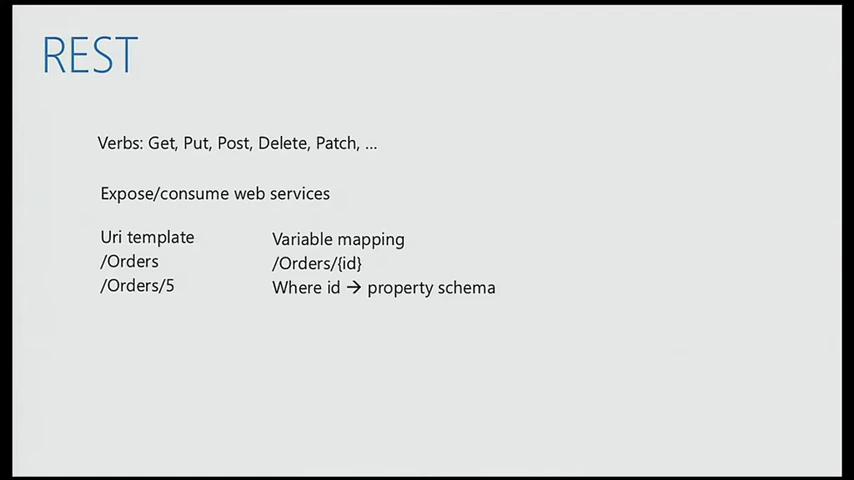 REST
Verbs: Get, Put, Post, Delete, Patch, ...
Expose/consume web services
Uri template
/Orders
/Orders/5
Variable mapping
/Orders/{id}
Where id → property schema